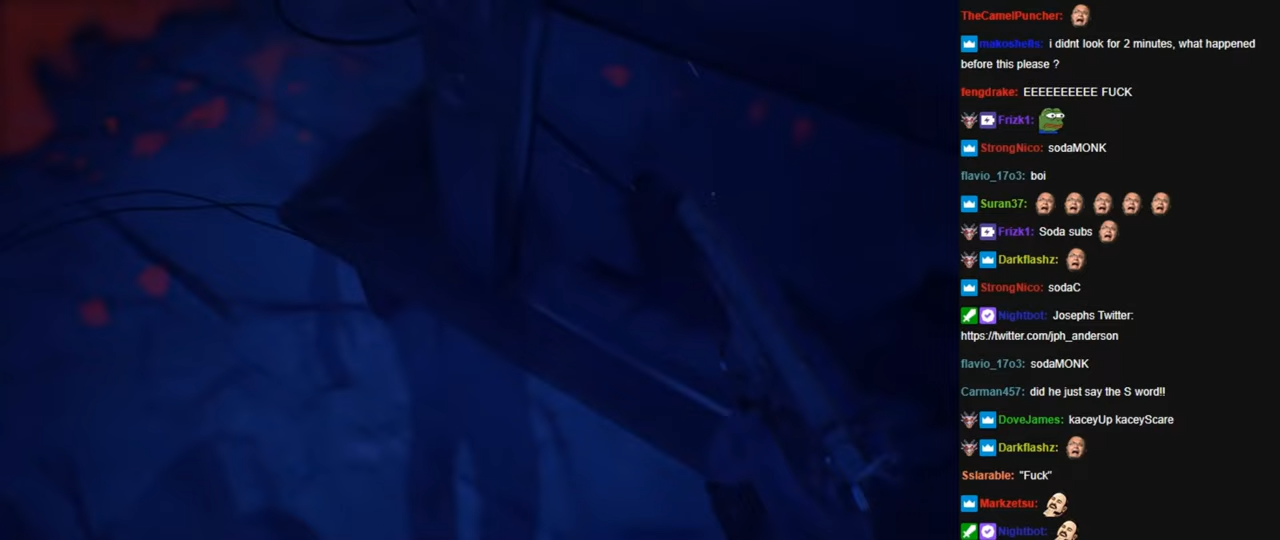 TheCamelPuncher:
makoshells: i didnt look for 2 minutes, what happened
before this please ?
fengdrake: EEEEEEEEEE FUCK
Frizk1:
StrongNico: sodaMONK
flavio_17o3: boi
Suran37:
Frizk1: Soda subs
Darkflashz:
StrongNico: sodaC
Nightbot: Josephs Twitter:
https://twitter.com/jph_anderson
flavio_17o3: sodaMONK
Carman457: did he just say the S word!!
DoveJames: kaceyUp kaceyScare
Darkflashz:
Sslarable: "Fuck"
Markzetsu:
Nightbot: